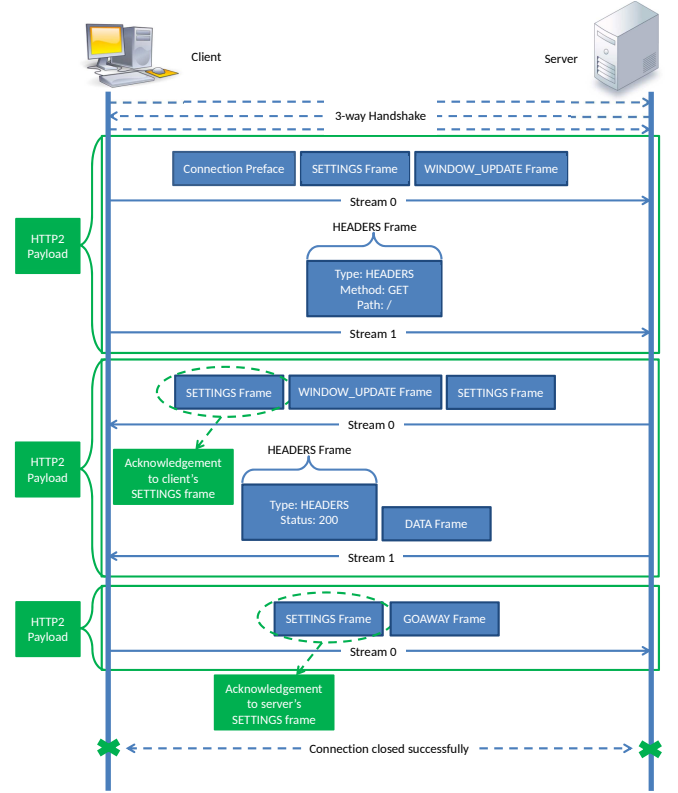 Client
Server
3-way Handshake
Connection Preface
SETTINGS Frame
WINDOW_UPDATE Frame
Stream 0
HTTP2
Payload
HEADERS Frame
Type: HEADERS
Method: GET
Path: /
Stream 1
SETTINGS Frame
WINDOW_UPDATE Frame
SETTINGS Frame
Stream 0
HTTP2
Payload
Acknowledgement
to client's
SETTINGS frame
HEADERS Frame
Type: HEADERS
Status: 200
DATA Frame
Stream 1
HTTP2
Payload
SETTINGS Frame
GOAWAY Frame
Stream 0
Acknowledgement
to server's
SETTINGS frame
Connection closed successfully